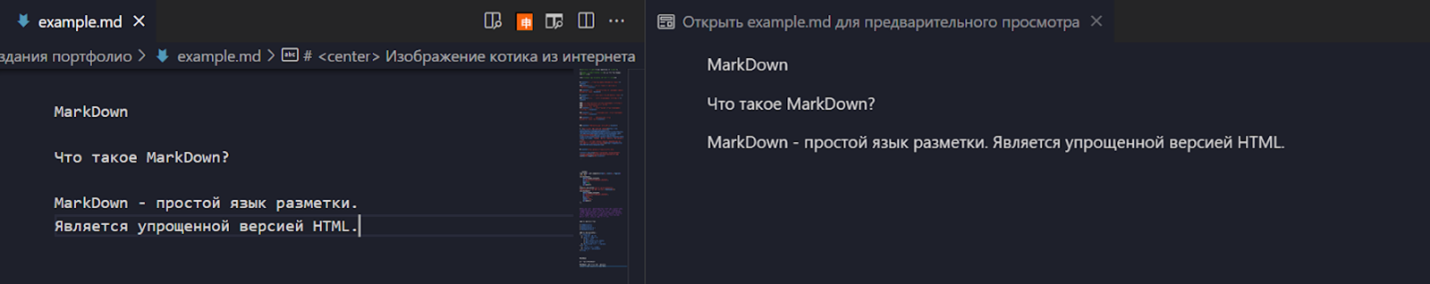 example.md
здания портфолио > example.md > # <center> Изображение котика из интернета
MarkDown
Что такое MarkDown?
MarkDown - простой язык разметки.
Является упрощенной версией HTML.
Открыть example.md для предварительного просмотра
MarkDown
Что такое MarkDown?
MarkDown - простой язык разметки. Является упрощенной версией HTML.